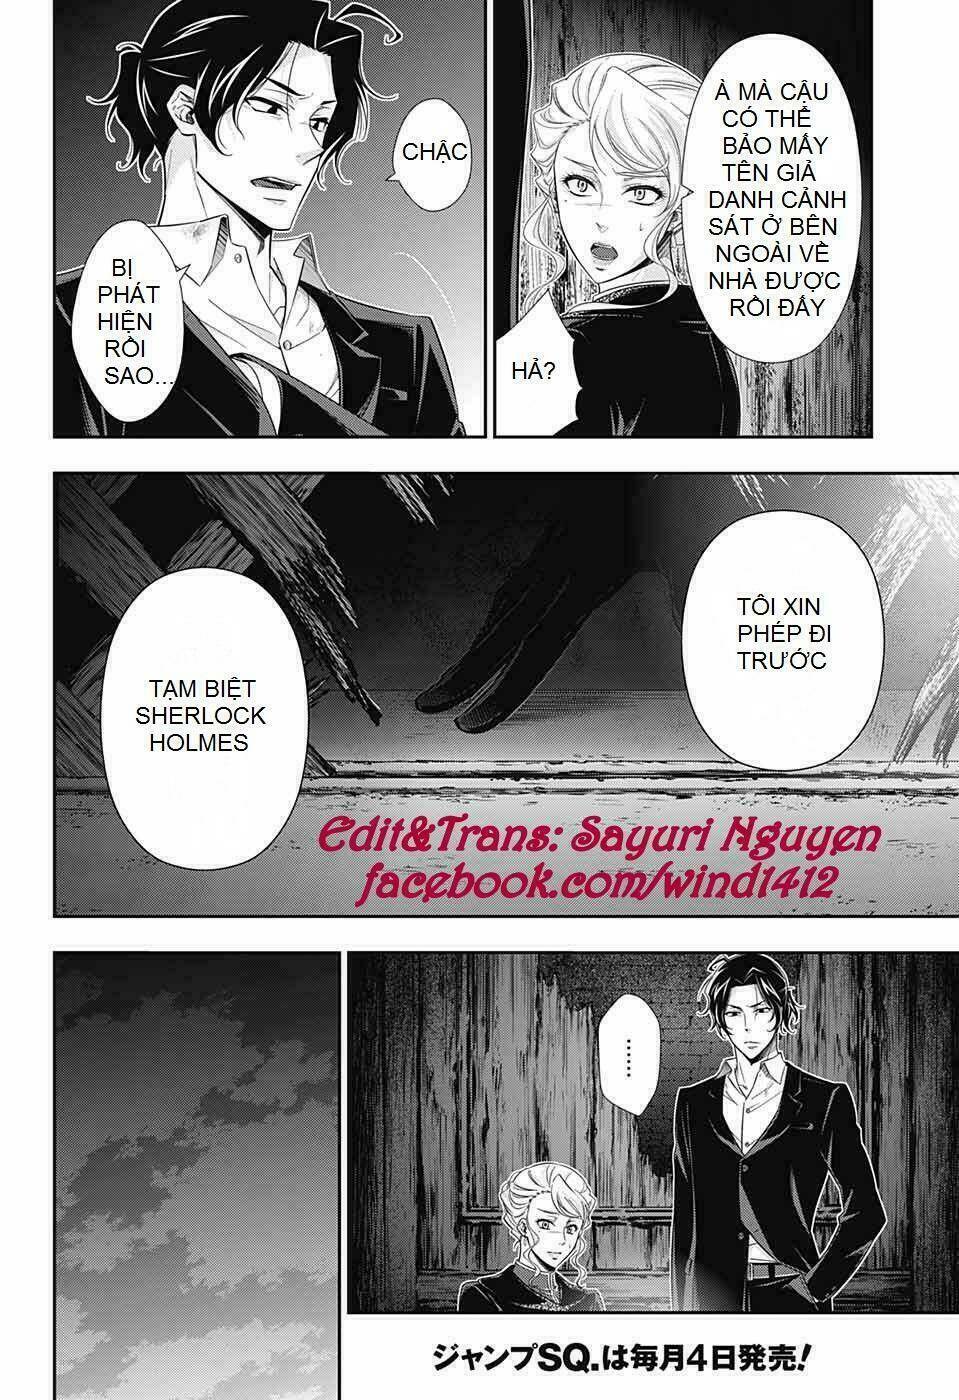 À MÀ CẬU
CÓ THỂ
BẢO MẤY
TÊN GIẢ
DANH CẢNH
SÁT Ở BÊN
NGOÀI VỀ
NHÀ ĐƯỢC
RỒI ĐẤY
HẢ?
CHẬC
BỊ
PHÁT
HIỆN
RỒI
SAO...
TÔI XIN
PHÉP ĐI
TRƯỚC
TẠM BIỆT
SHERLOCK
HOLMES
Edit&Trans: Sayuri Nguyen
facebook.com/wind1412
........
ジャンプSQ.は毎月4日発売!